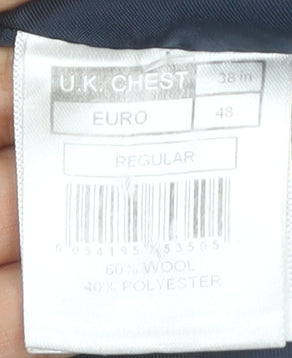 U.K. CHEST 38 in
EURO 48
REGULAR
60% WOOL
40% POLYESTER